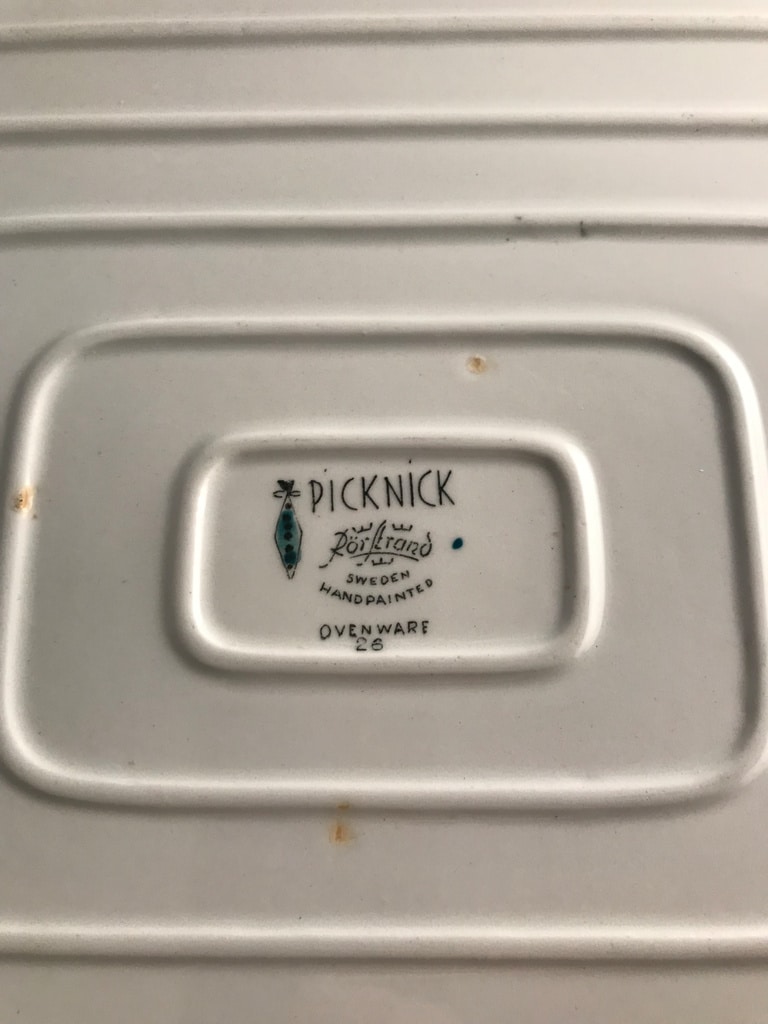 PICKNICK
Rörstrand
SWEDEN
HANDPAINTED
OVENWARE
26